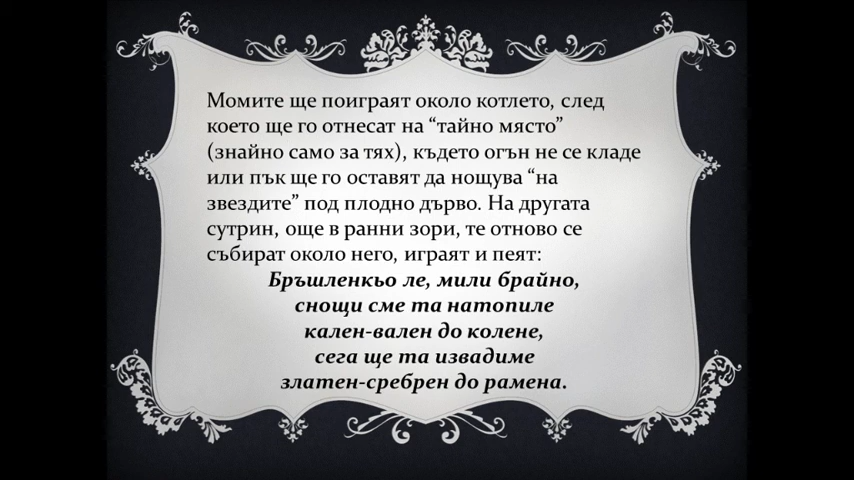 Момите ще поиграят около котлето, след
което ще го отнесат на “тайно място”
(знайно само за тях), където огън не се кладе
или пък ще го оставят да нощува “на
звездите” под плодно дърво. На другата
сутрин, още в ранни зори, те отново се
събират около него, играят и пеят:
Бръшленкьо ле, мили брайно,
снощи сме та натопиле
кален-вален до колене,
сега ще та извадиме
златен-сребрен до рамена.